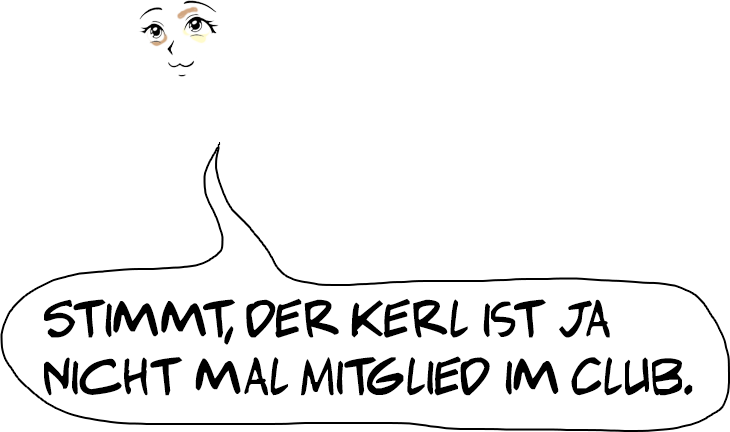 STIMMT, DER KERL IST JA
NICHT MAL MITGLIED IM CLUB.